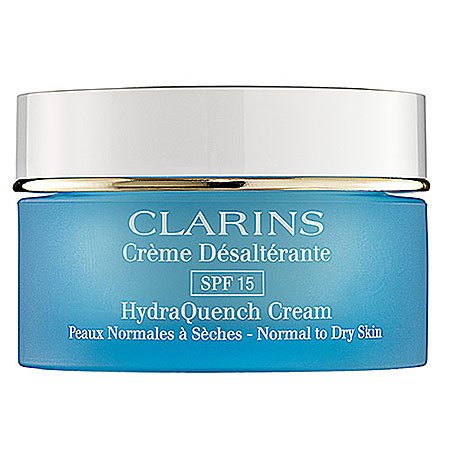 CLARINS
Crème Désaltérante
SPF 15
HydraQuench Cream
Peaux Normales à Sèches - Normal to Dry Skin